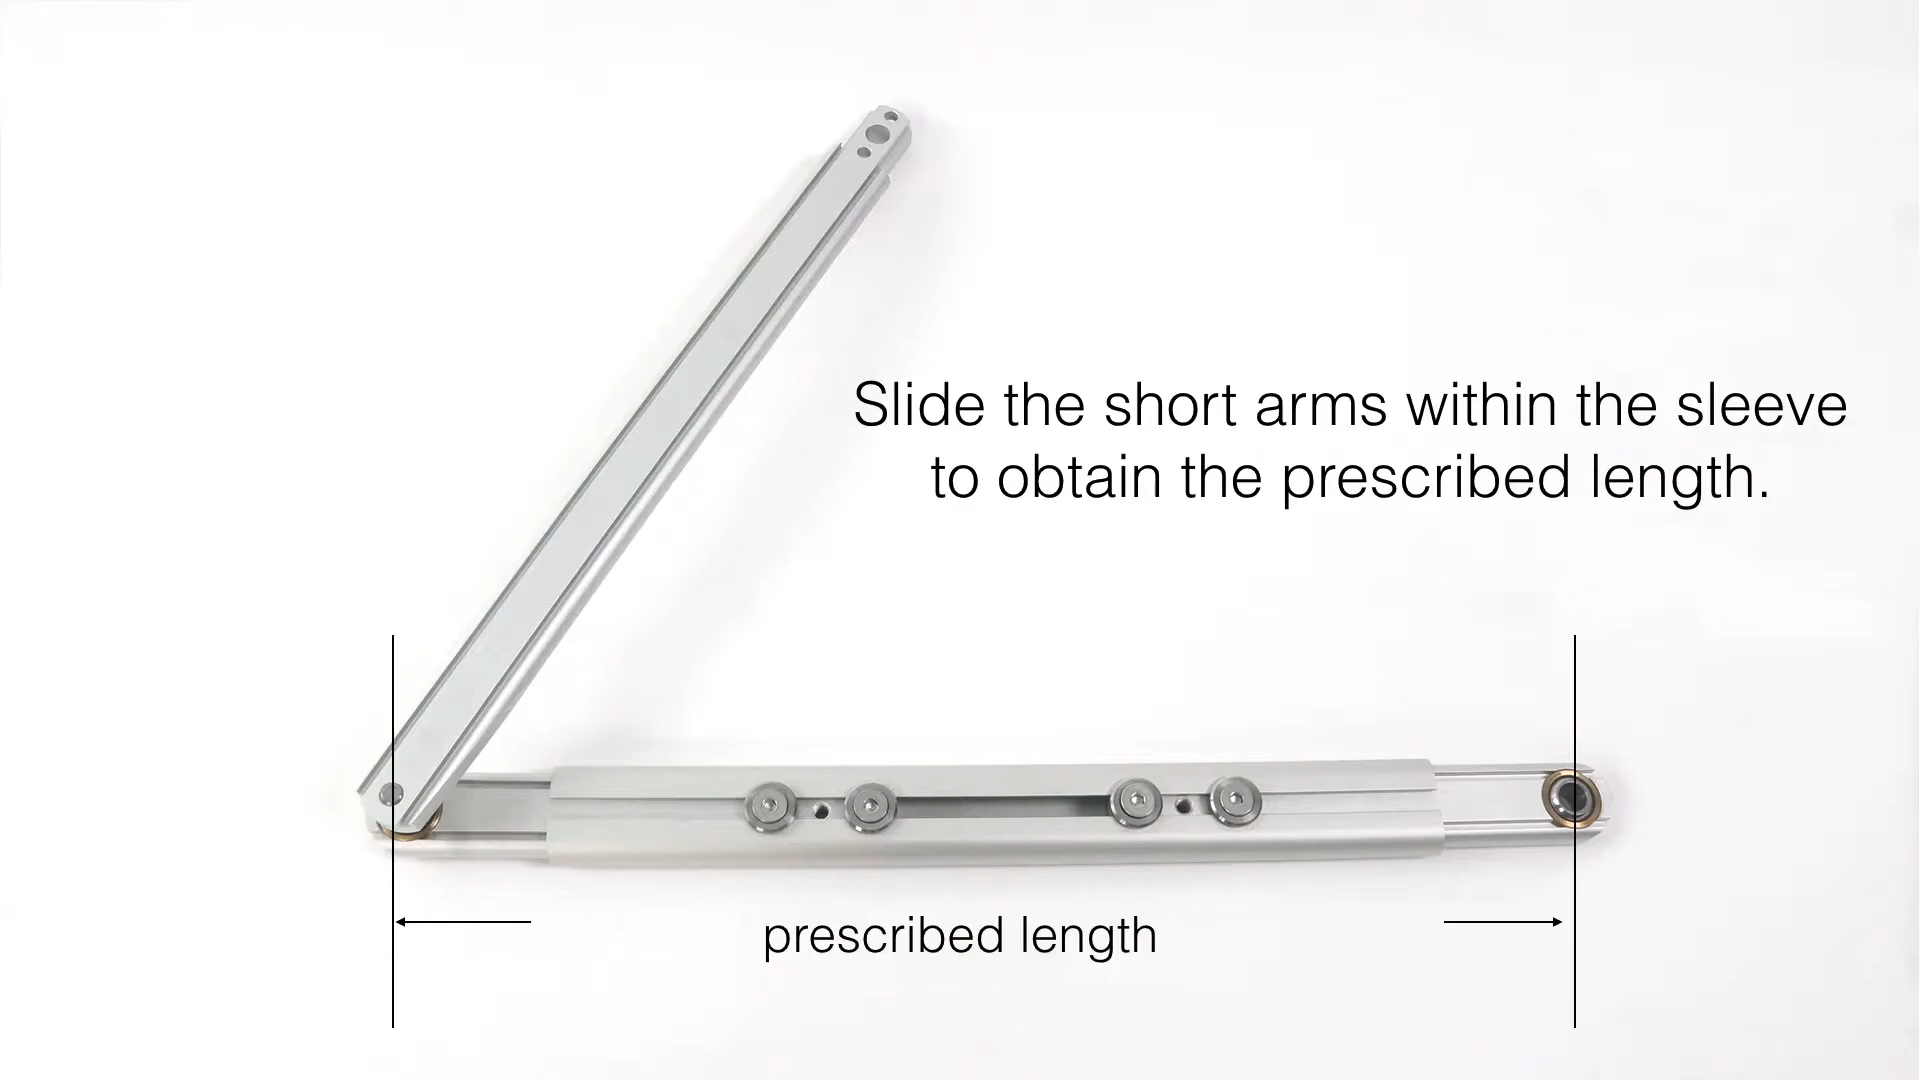 Slide the short arms within the sleeve
to obtain the prescribed length.
prescribed length